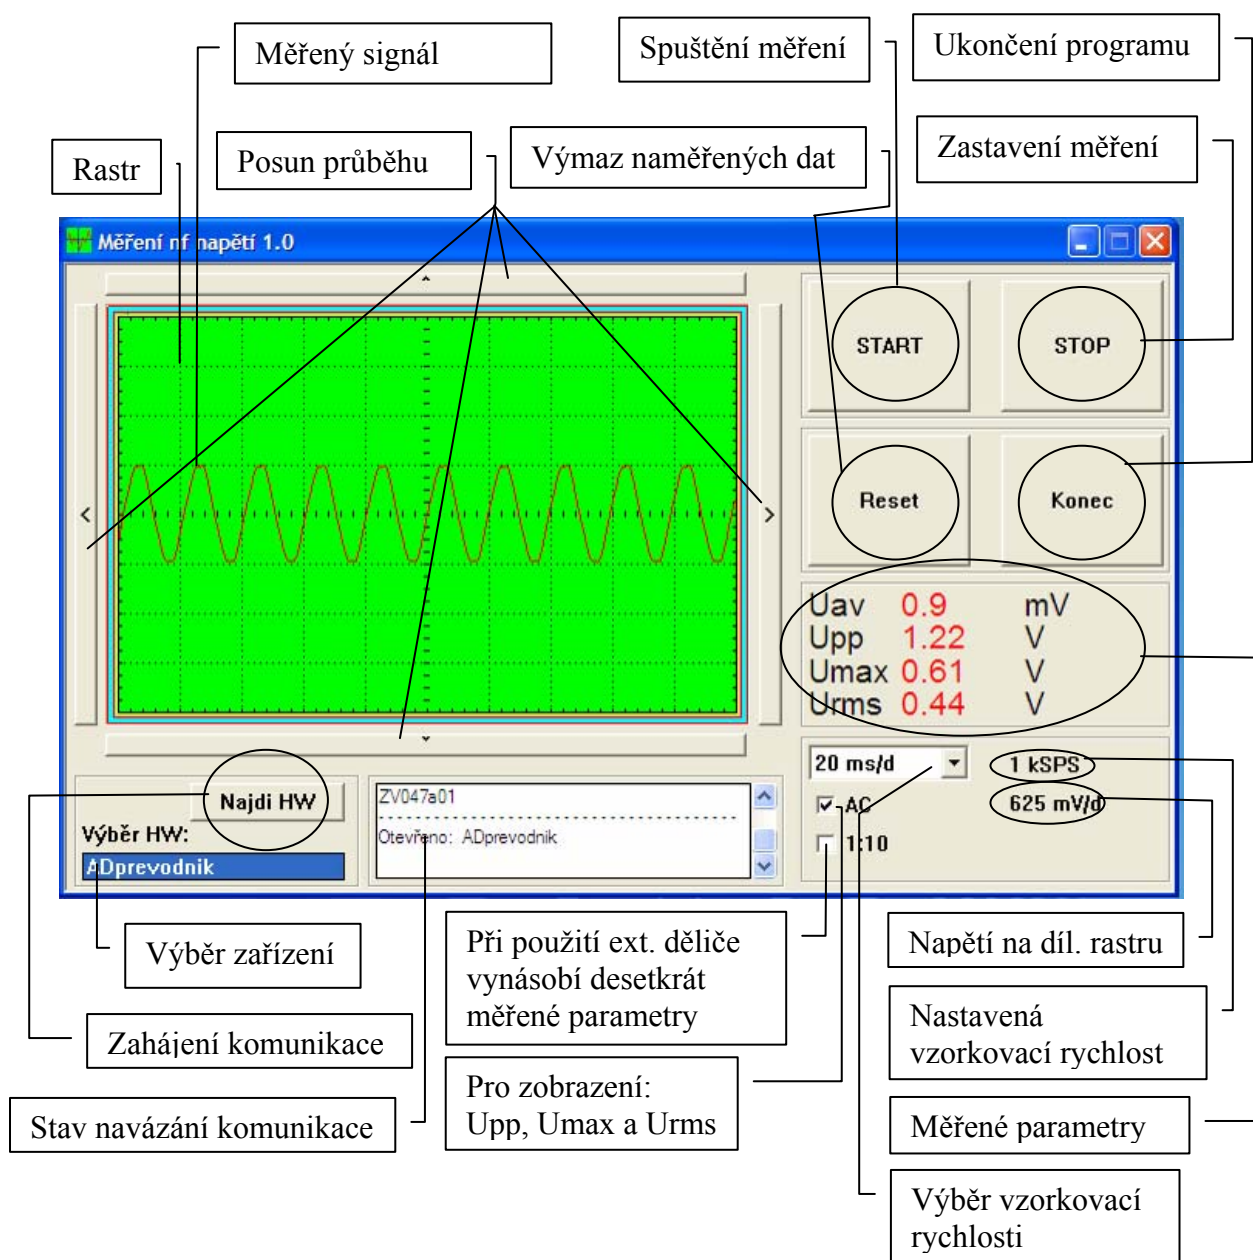 Měřený signál
Spuštění měření
Ukončení programu
Rastr
Posun průběhu
Výmaz naměřených dat
Zastavení měření
Měření nf napětí 1.0
START
STOP
Reset
Konec
Uav 0.9 mV
Upp 1.22 V
Umax 0.61 V
Urms 0.44 V
20 ms/d
1 kSPS
AC
625 mV/d
1:10
Najdi HW
Výběr HW:
ADprevodnik
ZV047a01
Otevřeno: ADprevodnik
Výběr zařízení
Při použití ext. děliče
vynásobí desetkrát
měřené parametry
Napětí na díl. rastru
Zahájení komunikace
Nastavená
vzorkovací rychlost
Pro zobrazení:
Upp, Umax a Urms
Stav navázání komunikace
Měřené parametry
Výběr vzorkovací
rychlosti